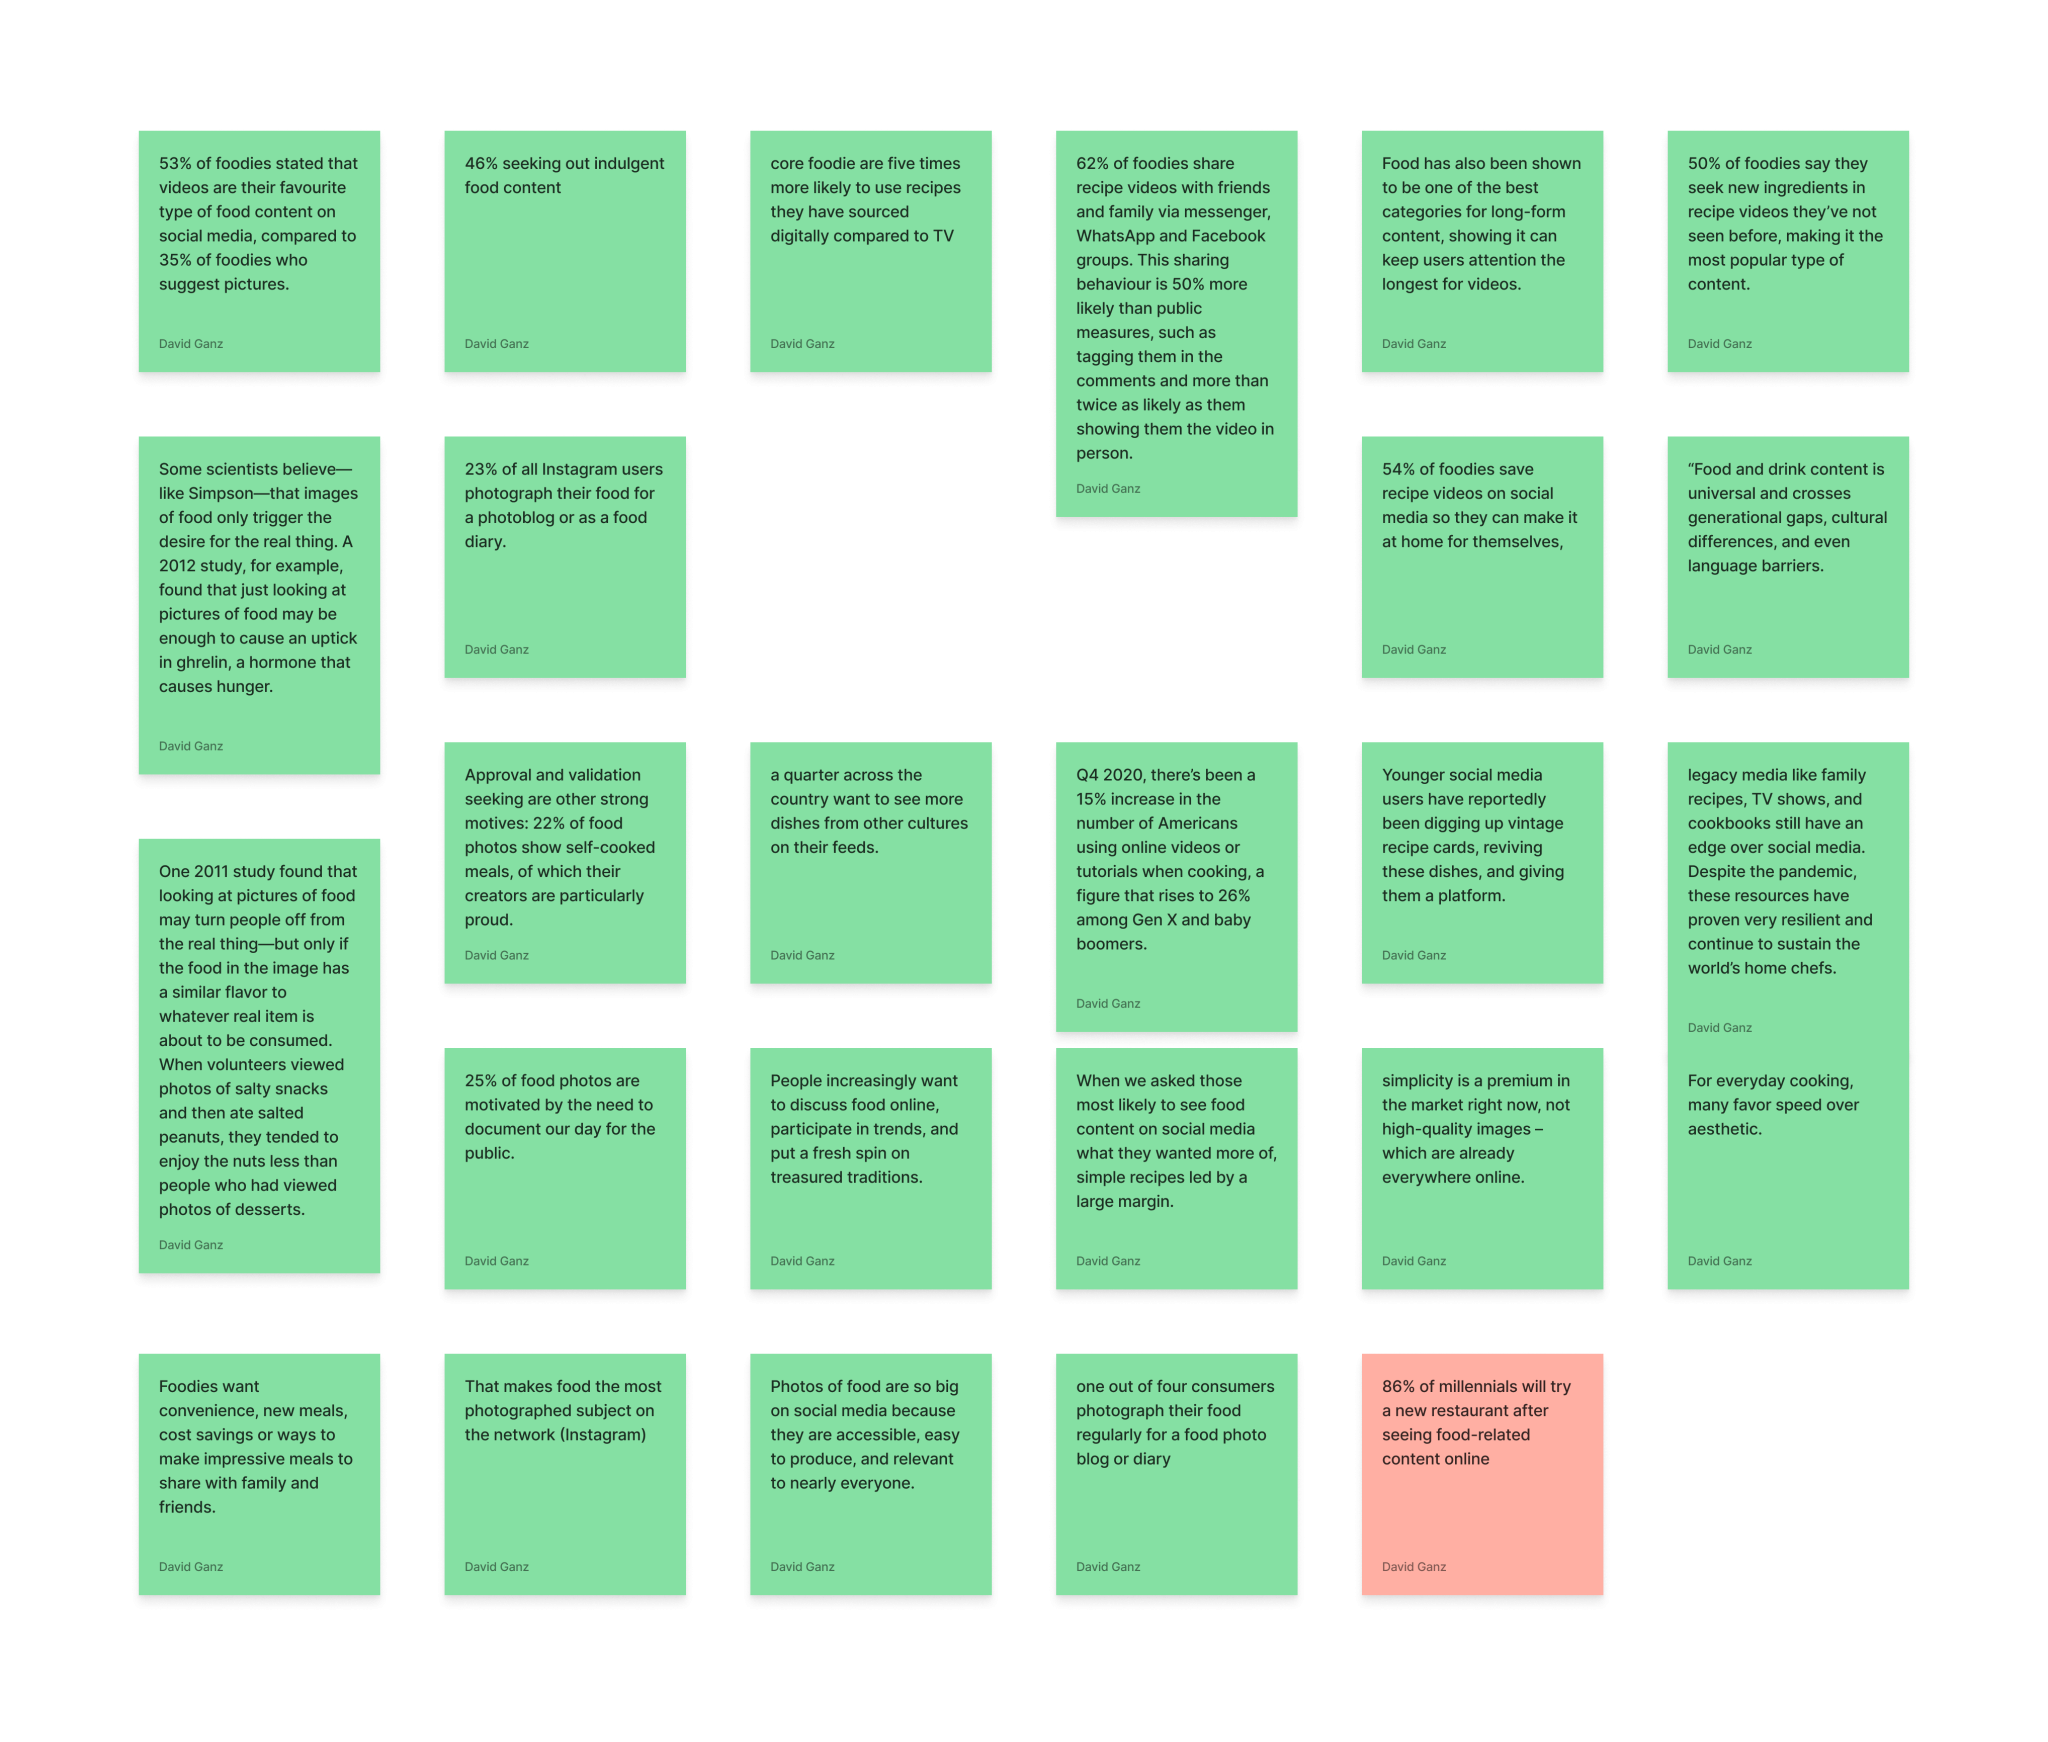 53% of foodies stated that
videos are their favourite
type of food content on
social media, compared to
35% of foodies who
suggest pictures.
David Ganz
46% seeking out indulgent
food content
David Ganz
core foodie are five times
more likely to use recipes
they have sourced
digitally compared to TV
David Ganz
62% of foodies share
recipe videos with friends
and family via messenger,
WhatsApp and Facebook
groups. This sharing
behaviour is 50% more
likely than public
measures, such as
tagging them in the
comments and more than
twice as likely as them
showing them the video in
person.
David Ganz
Food has also been shown
to be one of the best
categories for long-form
content, showing it can
keep users attention the
longest for videos.
David Ganz
50% of foodies say they
seek new ingredients in
recipe videos they’ve not
seen before, making it the
most popular type of
content.
David Ganz
Some scientists believe—
like Simpson—that images
of food only trigger the
desire for the real thing. A
2012 study, for example,
found that just looking at
pictures of food may be
enough to cause an uptick
in ghrelin, a hormone that
causes hunger.
David Ganz
23% of all Instagram users
photograph their food for
a photoblog or as a food
diary.
David Ganz
54% of foodies save
recipe videos on social
media so they can make it
at home for themselves,
David Ganz
“Food and drink content is
universal and crosses
generational gaps, cultural
differences, and even
language barriers.
David Ganz
Approval and validation
seeking are other strong
motives: 22% of food
photos show self-cooked
meals, of which their
creators are particularly
proud.
David Ganz
a quarter across the
country want to see more
dishes from other cultures
on their feeds.
David Ganz
Q4 2020, there’s been a
15% increase in the
number of Americans
using online videos or
tutorials when cooking, a
figure that rises to 26%
among Gen X and baby
boomers.
David Ganz
Younger social media
users have reportedly
been digging up vintage
recipe cards, reviving
these dishes, and giving
them a platform.
David Ganz
legacy media like family
recipes, TV shows, and
cookbooks still have an
edge over social media.
Despite the pandemic,
these resources have
proven very resilient and
continue to sustain the
world’s home chefs.
David Ganz
One 2011 study found that
looking at pictures of food
may turn people off from
the real thing—but only if
the food in the image has
a similar flavor to
whatever real item is
about to be consumed.
When volunteers viewed
photos of salty snacks
and then ate salted
peanuts, they tended to
enjoy the nuts less than
people who had viewed
photos of desserts.
David Ganz
25% of food photos are
motivated by the need to
document our day for the
public.
David Ganz
People increasingly want
to discuss food online,
participate in trends, and
put a fresh spin on
treasured traditions.
David Ganz
When we asked those
most likely to see food
content on social media
what they wanted more of,
simple recipes led by a
large margin.
David Ganz
simplicity is a premium in
the market right now, not
high-quality images –
which are already
everywhere online.
David Ganz
For everyday cooking,
many favor speed over
aesthetic.
David Ganz
Foodies want
convenience, new meals,
cost savings or ways to
make impressive meals to
share with family and
friends.
David Ganz
That makes food the most
photographed subject on
the network (Instagram)
David Ganz
Photos of food are so big
on social media because
they are accessible, easy
to produce, and relevant
to nearly everyone.
David Ganz
one out of four consumers
photograph their food
regularly for a food photo
blog or diary
David Ganz
86% of millennials will try
a new restaurant after
seeing food-related
content online
David Ganz